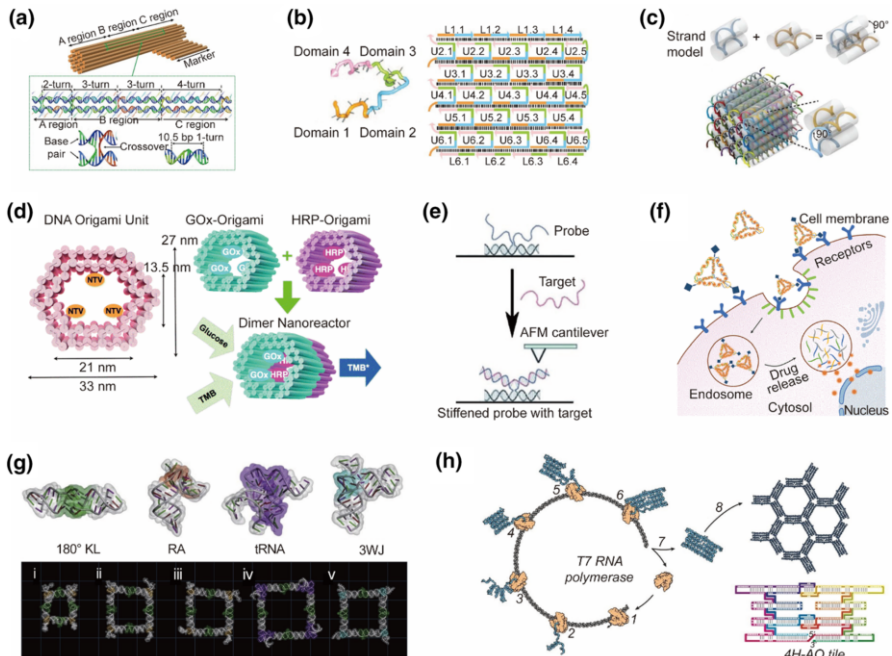 (a)
A region B region C region
Marker
2-turn 3-turn 3-turn 4-turn
A region B region C region
Base pair
Crossover
10.5 bp 1-turn
(b)
Domain 4 Domain 3
Domain 1 Domain 2
L1.1 L1.2 L1.3 L1.4
U2.1 U2.2 U2.3 U2.4 U2.5
U3.1 U3.2 U3.3 U3.4
U4.1 U4.2 U4.3 U4.4 U4.5
U5.1 U5.2 U5.3 U5.4
U6.1 U6.2 U6.3 U6.4 U6.5
L6.1 L6.2 L6.3 L6.4
(c)
Strand model
+ =
90°
90°
(d)
DNA Origami Unit
NTV
NTV NTV
21 nm
33 nm
27 nm
13.5 nm
GOx-Origami HRP-Origami
GOx
GOx G
+
HRP
HRP H
Dimer Nanoreactor
Glucose
TMB
GOx
GOx HRP
TMB*
(e)
Probe
Target
AFM cantilever
Stiffened probe with target
(f)
Cell membrane
Receptors
Endosome
Drug release
Cytosol
Nucleus
(g)
180° KL RA tRNA 3WJ
i ii iii iv v
(h)
1
2
3
4
5
6
7
8
T7 RNA polymerase
4H-AO tile